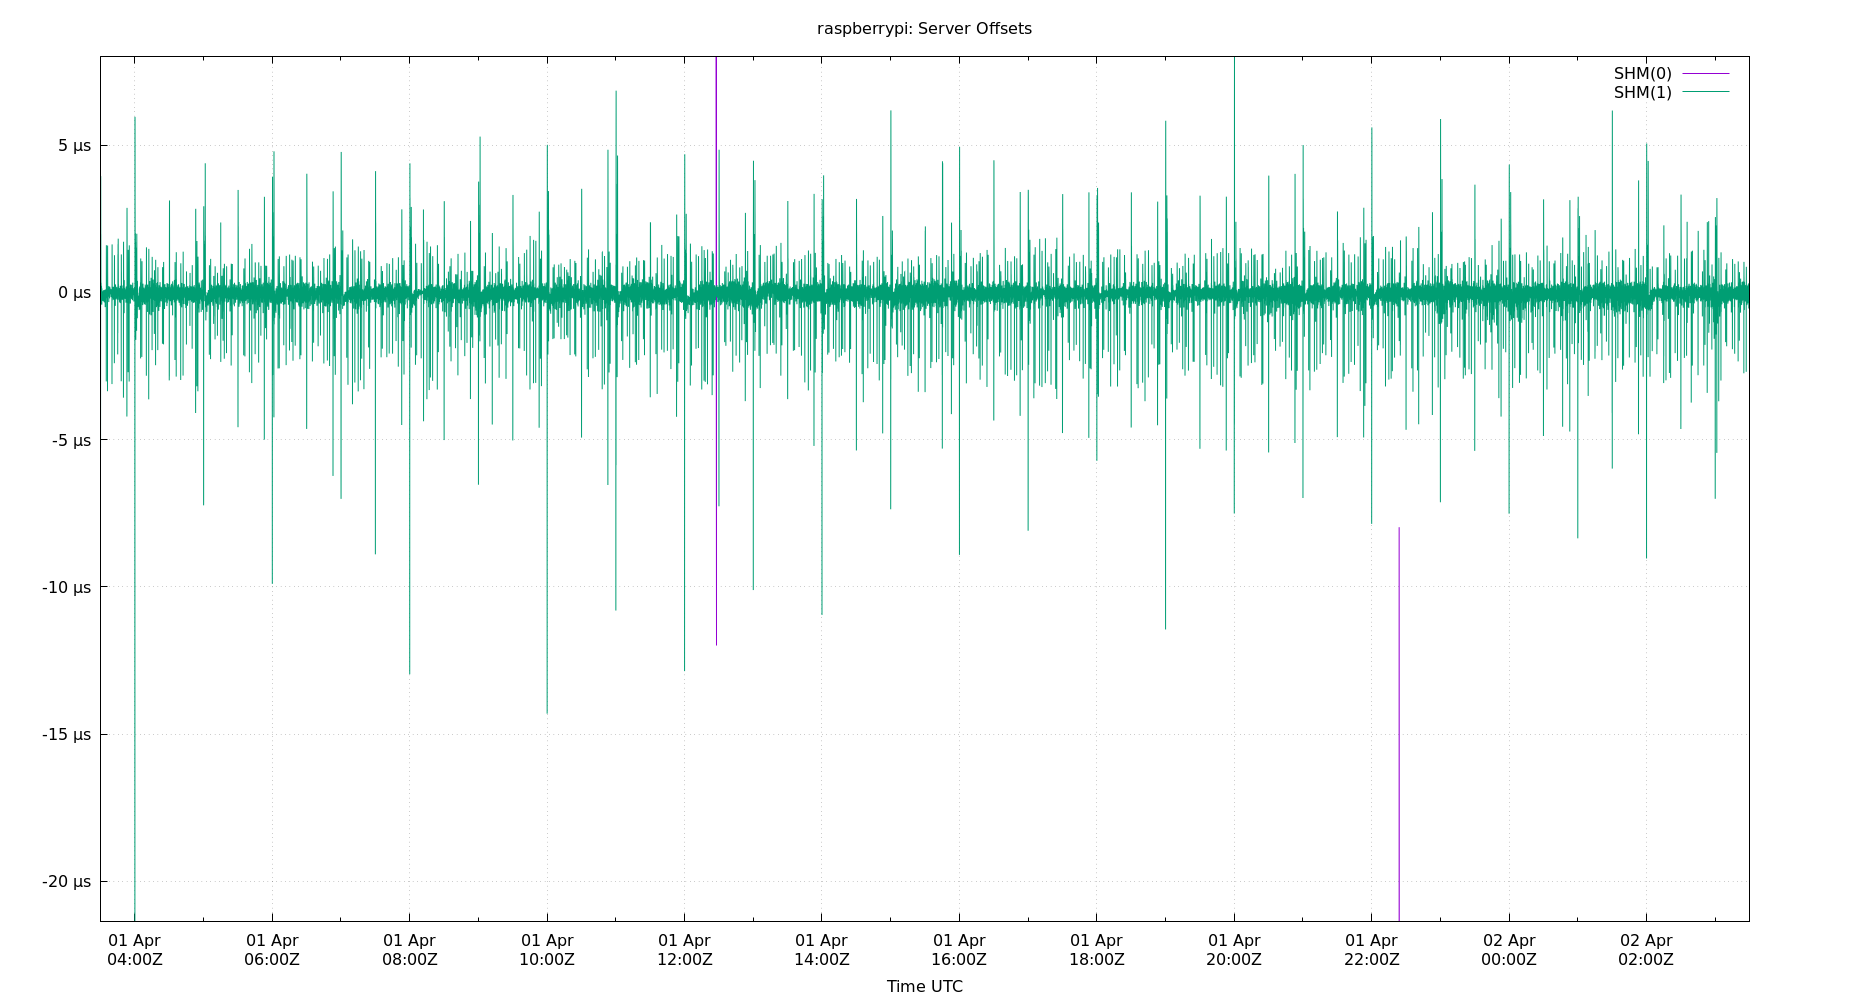 raspberrypi: Server Offsets
SHM(0)
SHM(1)
5 µs
0 µs
-5 µs
-10 µs
-15 µs
-20 µs
01 Apr 01 Apr 01 Apr 01 Apr 01 Apr 01 Apr 01 Apr 01 Apr 01 Apr 01 Apr 02 Apr 02 Apr
04:00Z 06:00Z 08:00Z 10:00Z 12:00Z 14:00Z 16:00Z 18:00Z 20:00Z 22:00Z 00:00Z 02:00Z
Time UTC